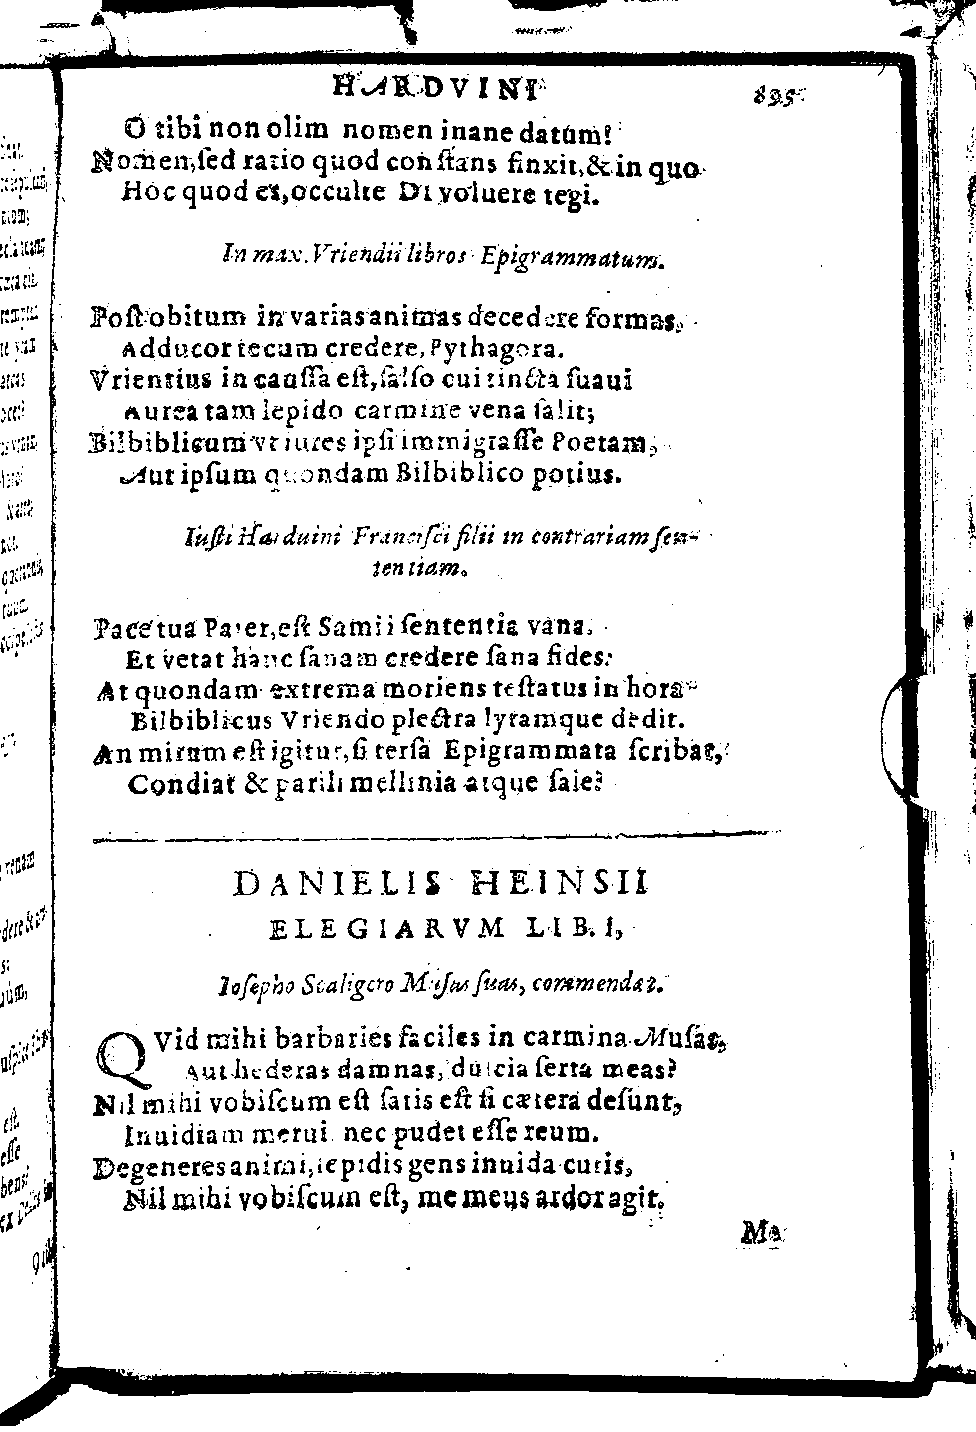 HARDVINI 895
O tibi non olim nomen inane datum!
Nomen, ſed ratio quod conſtans finxit, & in quo
Hoc quod es, occulte Di voluere tegi.
In max. Vriendii libros Epigrammatum.
Poſt obitum in varias animas decedere formas,
Adducor tecum credere, Pythagora.
Vrientius in cauſſa eſt, ſalſo cui tincta ſuaui
Aurea tam lepido carmine vena ſalit;
Bilbiblicum vt iures ipſi immigraſſe Poetam,
Aut ipſum quondam Bilbiblico potius.
Iuſti Harduini Franciſci filii in contrariam ſen-
tentiam.
Pace tua Pater, eſt Samii ſententia vana.
Et vetat hanc ſanam credere ſana fides:
At quondam extrema moriens teſtatus in hora
Bilbiblicus Vriendo plectra lyramque dedit.
An mirum eſt igitur, ſi terſa Epigrammata ſcribat,
Condiat & parili mellinia atque ſale?
DANIELIS HEINSII
ELEGIARVM LIB. I,
Ioſepho Scaligero Muſas ſuas, commendat.
QVid mihi barbaries faciles in carmina Muſas,
Aut hederas damnas, dulcia ſerta meas?
Nil mihi vobiſcum eſt ſatis eſt ſi cætera deſunt,
Inuidiam merui nec pudet eſſe reum.
Degeneres animi, lepidis gens inuida curis,
Nil mihi vobiſcum eſt, me meus ardor agit.
Me